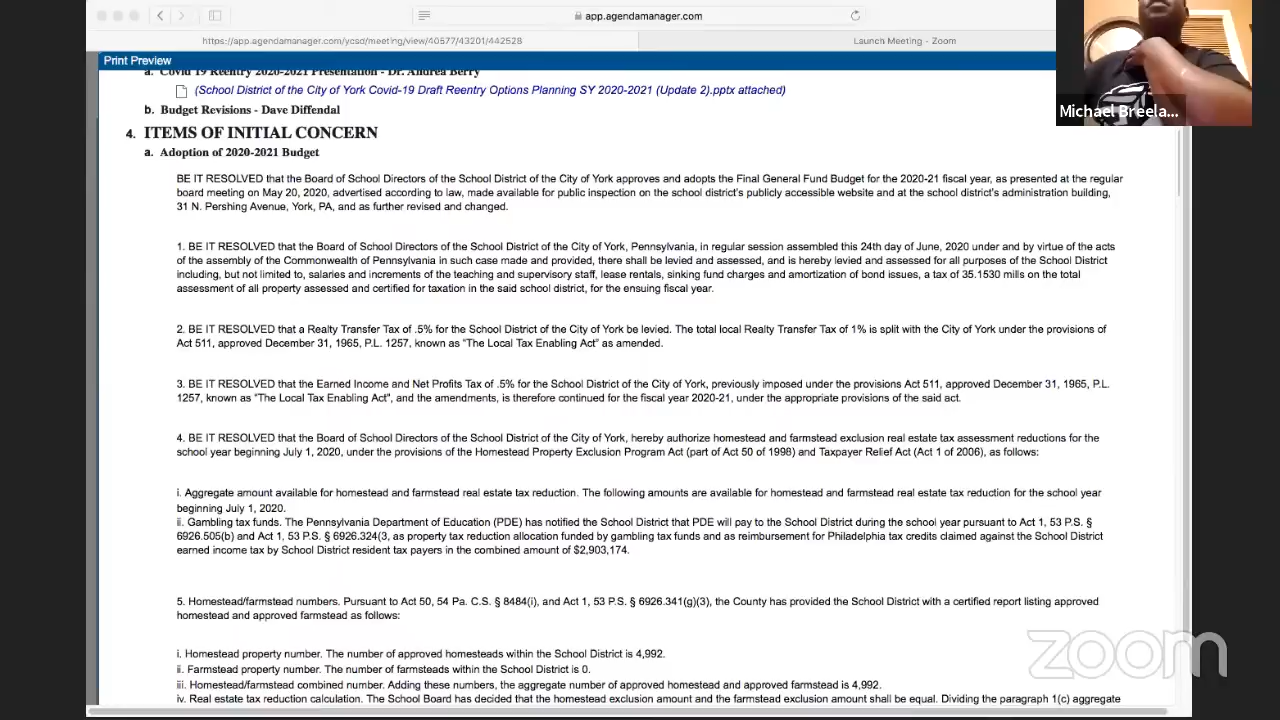 app.agendamanager.com
https://app.agendamanager.com/ycsd/meeting/view/40577/43201/442528
Launch Meeting - Zoom
Print Preview
a. Covid 19 Reentry 2020-2021 Presentation - Dr. Andrea Berry
(School District of the City of York Covid-19 Draft Reentry Options Planning SY 2020-2021 (Update 2).pptx attached)
Michael Breela...
b. Budget Revisions - Dave Diffendal
4. ITEMS OF INITIAL CONCERN
a. Adoption of 2020-2021 Budget
BE IT RESOLVED that the Board of School Directors of the School District of the City of York approves and adopts the Final General Fund Budget for the 2020-21 fiscal year, as presented at the regular
board meeting on May 20, 2020, advertised according to law, made available for public inspection on the school district's publicly accessible website and at the school district's administration building,
31 N. Pershing Avenue, York, PA, and as further revised and changed.
1. BE IT RESOLVED that the Board of School Directors of the School District of the City of York, Pennsylvania, in regular session assembled this 24th day of June, 2020 under and by virtue of the acts
of the assembly of the Commonwealth of Pennsylvania in such case made and provided, there shall be levied and assessed, and is hereby levied and assessed for all purposes of the School District
including, but not limited to, salaries and increments of the teaching and supervisory staff, lease rentals, sinking fund charges and amortization of bond issues, a tax of 35.1530 mills on the total
assessment of all property assessed and certified for taxation in the said school district, for the ensuing fiscal year.
2. BE IT RESOLVED that a Realty Transfer Tax of .5% for the School District of the City of York be levied. The total local Realty Transfer Tax of 1% is split with the City of York under the provisions of
Act 511, approved December 31, 1965, P.L. 1257, known as "The Local Tax Enabling Act" as amended.
3. BE IT RESOLVED that the Earned Income and Net Profits Tax of .5% for the School District of the City of York, previously imposed under the provisions Act 511, approved December 31, 1965, P.L.
1257, known as "The Local Tax Enabling Act", and the amendments, is therefore continued for the fiscal year 2020-21, under the appropriate provisions of the said act.
4. BE IT RESOLVED that the Board of School Directors of the School District of the City of York, hereby authorize homestead and farmstead exclusion real estate tax assessment reductions for the
school year beginning July 1, 2020, under the provisions of the Homestead Property Exclusion Program Act (part of Act 50 of 1998) and Taxpayer Relief Act (Act 1 of 2006), as follows:
i. Aggregate amount available for homestead and farmstead real estate tax reduction. The following amounts are available for homestead and farmstead real estate tax reduction for the school year
beginning July 1, 2020.
ii. Gambling tax funds. The Pennsylvania Department of Education (PDE) has notified the School District that PDE will pay to the School District during the school year pursuant to Act 1, 53 P.S. §
6926.505(b) and Act 1, 53 P.S. § 6926.324(3, as property tax reduction allocation funded by gambling tax funds and as reimbursement for Philadelphia tax credits claimed against the School District
earned income tax by School District resident tax payers in the combined amount of $2,903,174.
5. Homestead/farmstead numbers. Pursuant to Act 50, 54 Pa. C.S. § 8484(i), and Act 1, 53 P.S. § 6926.341(g)(3), the County has provided the School District with a certified report listing approved
homestead and approved farmstead as follows:
i. Homestead property number. The number of approved homesteads within the School District is 4,992.
ii. Farmstead property number. The number of farmsteads within the School District is 0.
iii. Homestead/farmstead combined number. Adding these numbers, the aggregate number of approved homestead and approved farmstead is 4,992.
iv. Real estate tax reduction calculation. The School Board has decided that the homestead exclusion amount and the farmstead exclusion amount shall be equal. Dividing the paragraph 1(c) aggregate
zoom